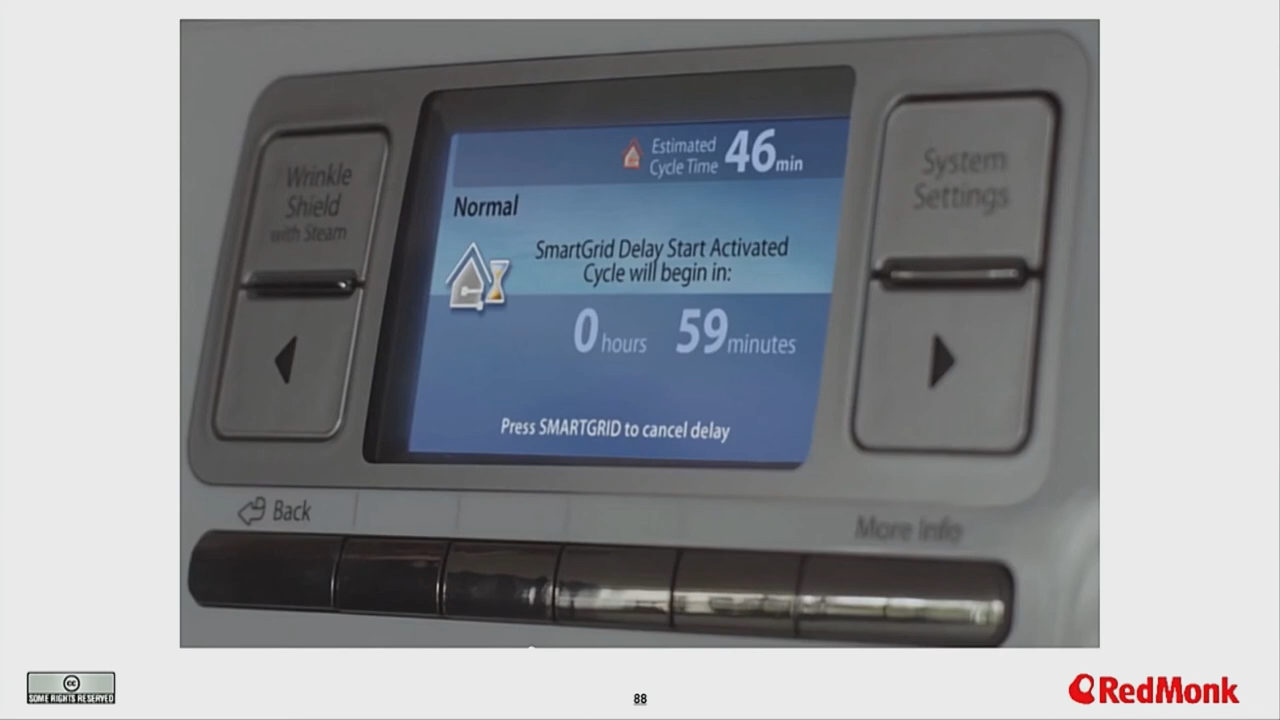 Estimated
Cycle Time 46 min
Wrinkle
Shield
with Steam
System
Settings
Normal
SmartGrid Delay Start Activated
Cycle will begin in:
0 hours 59 minutes
Press SMARTGRID to cancel delay
Back
More Info
cc
SOME RIGHTS RESERVED
88
RedMonk